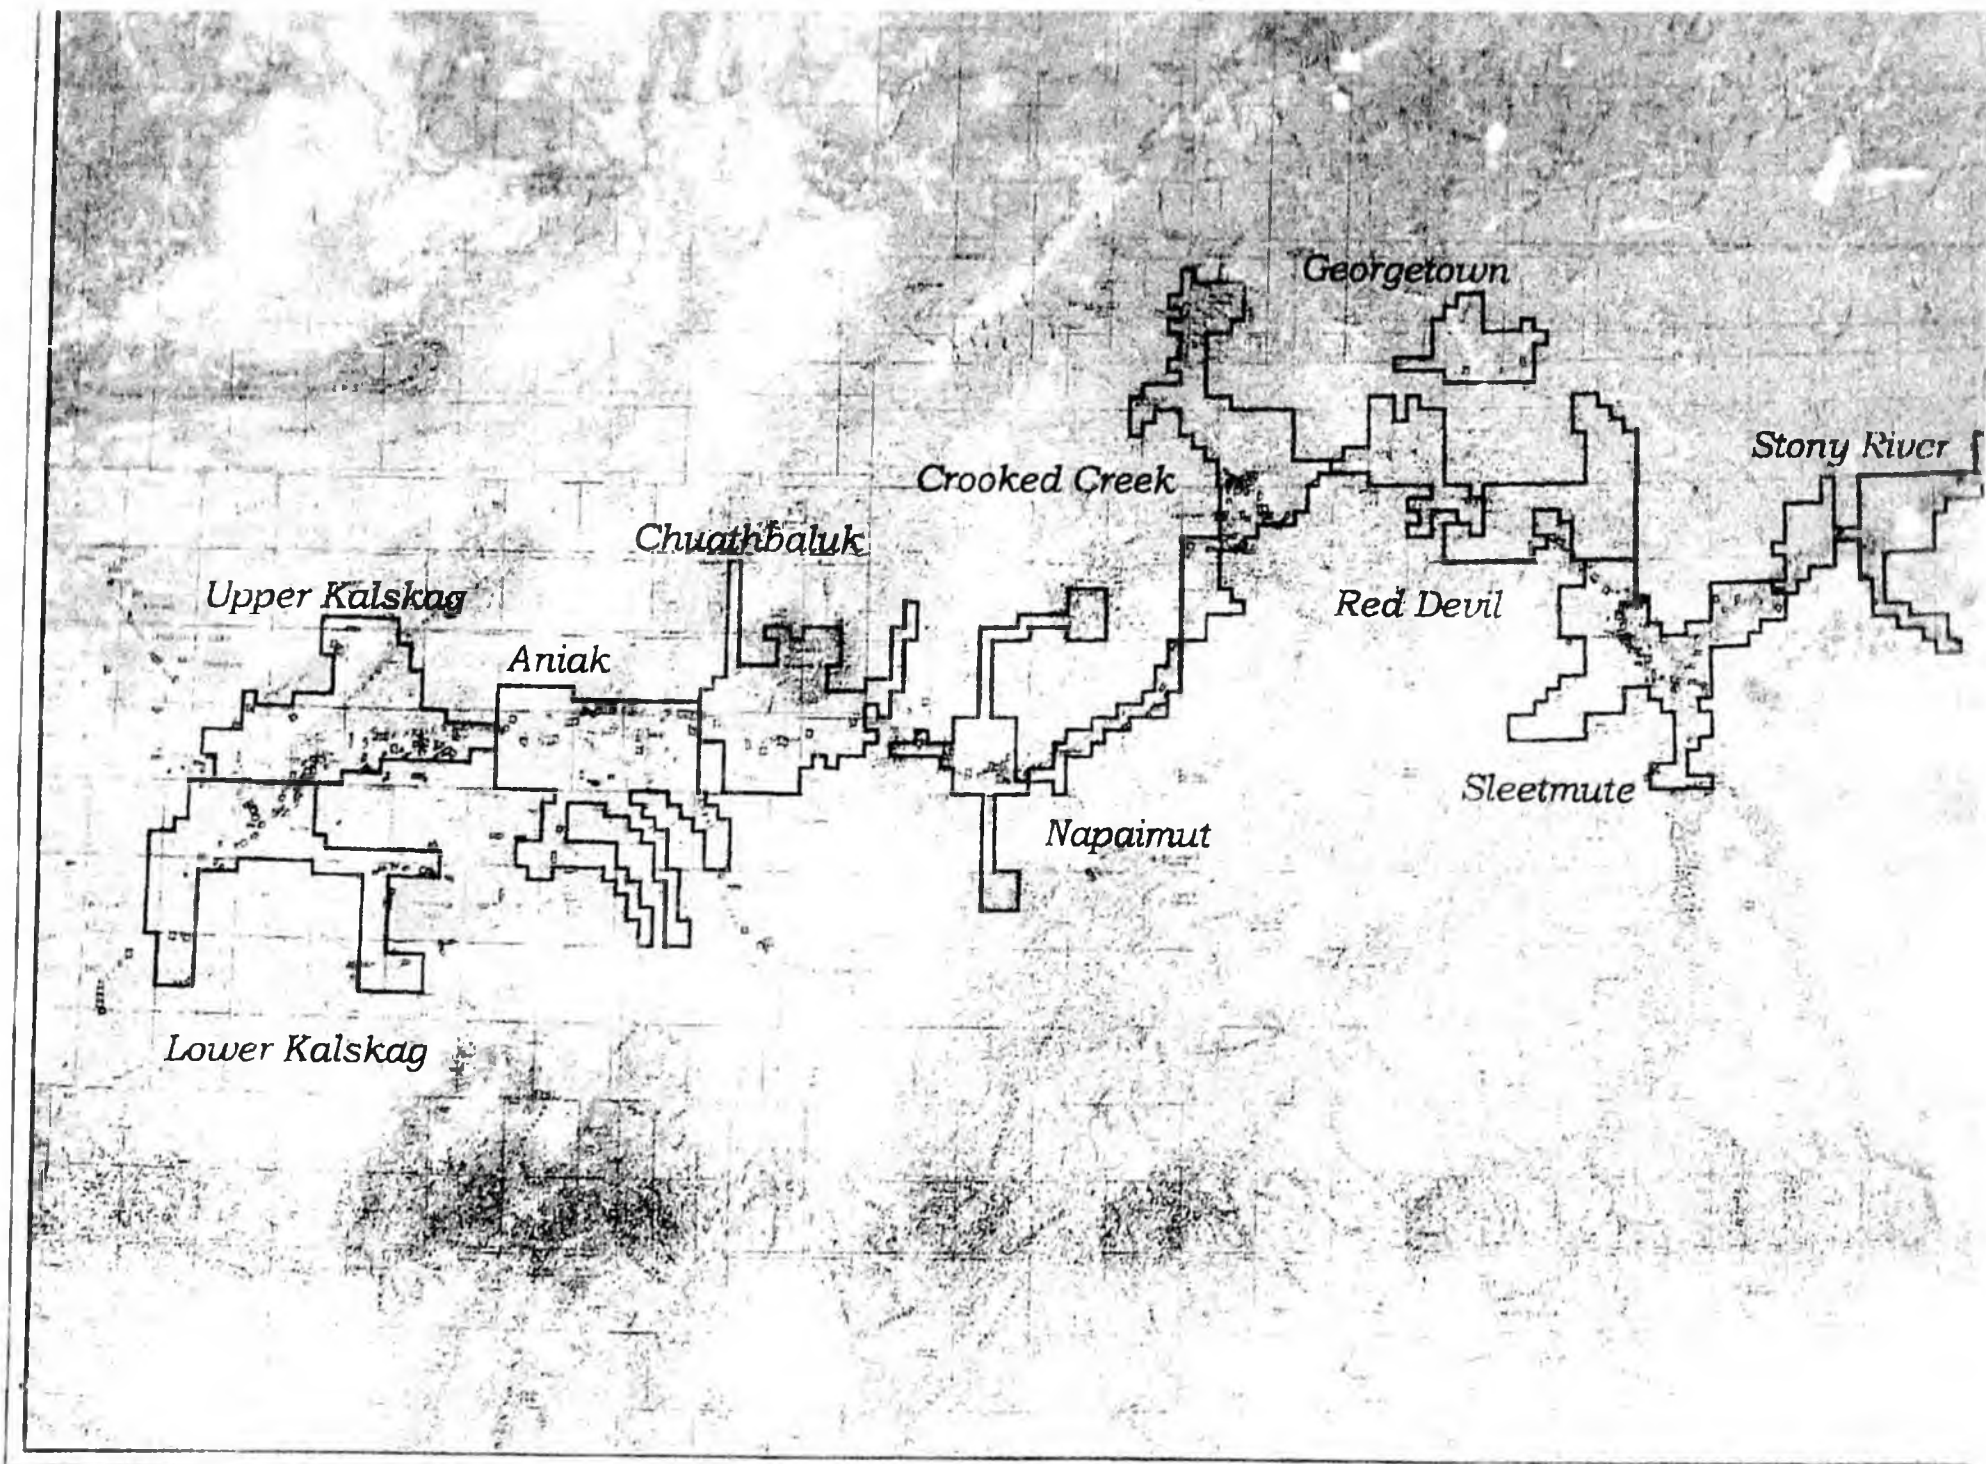 Georgetown
Stony River
Crooked Creek
Chuathbaluk
Upper Kalskag
Red Devil
Aniak
Sleetmute
Napaimut
Lower Kalskag